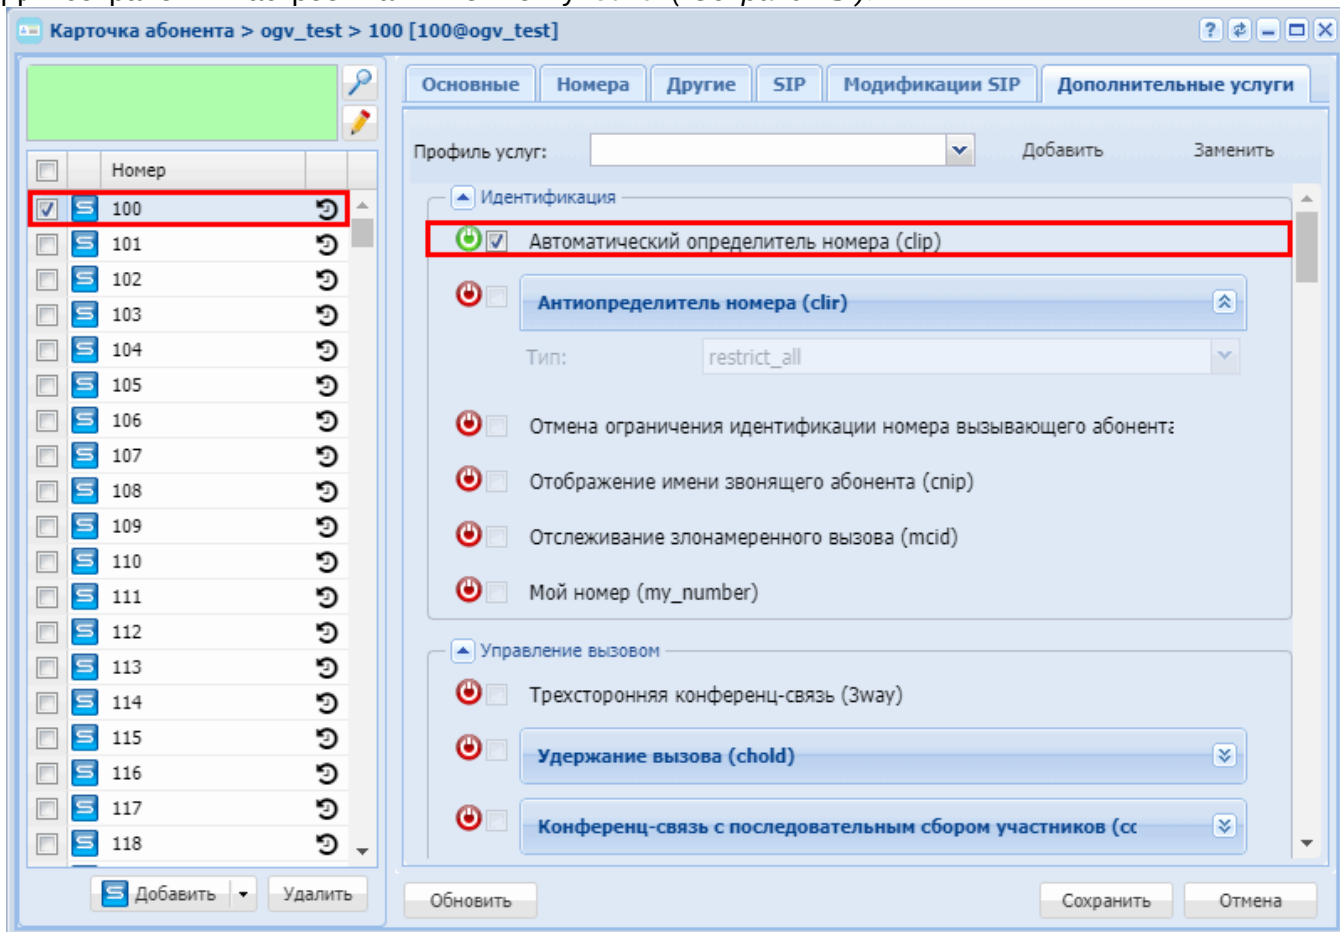 Карточка абонента > ogv_test > 100 [100@ogv_test]
Основные
Номера
Другие
SIP
Модификации SIP
Дополнительные услуги
Профиль услуг:
Добавить
Заменить
Номер
100
101
102
103
104
105
106
107
108
109
110
111
112
113
114
115
116
117
118
Добавить
Удалить
Идентификация
Автоматический определитель номера (clip)
Антиопределитель номера (clir)
Тип:
restrict_all
Отмена ограничения идентификации номера вызывающего абонента
Отображение имени звонящего абонента (cnip)
Отслеживание злонамеренного вызова (mcid)
Мой номер (my_number)
Управление вызовом
Трехсторонняя конференц-связь (3way)
Удержание вызова (chold)
Конференц-связь с последовательным сбором участников (cc
Обновить
Сохранить
Отмена